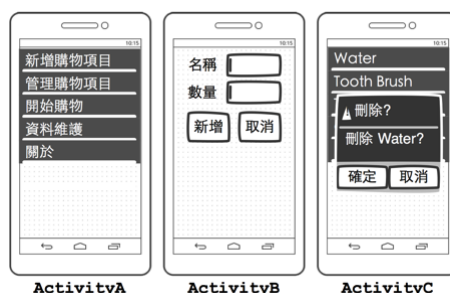 10:15
新增購物項目
管理購物項目
開始購物
資料維護
關於
ActivityA
10:15
名稱
數量
新增 取消
ActivityB
10:15
Water
Tooth Brush
刪除?
刪除 Water?
確定 取消
ActivityC